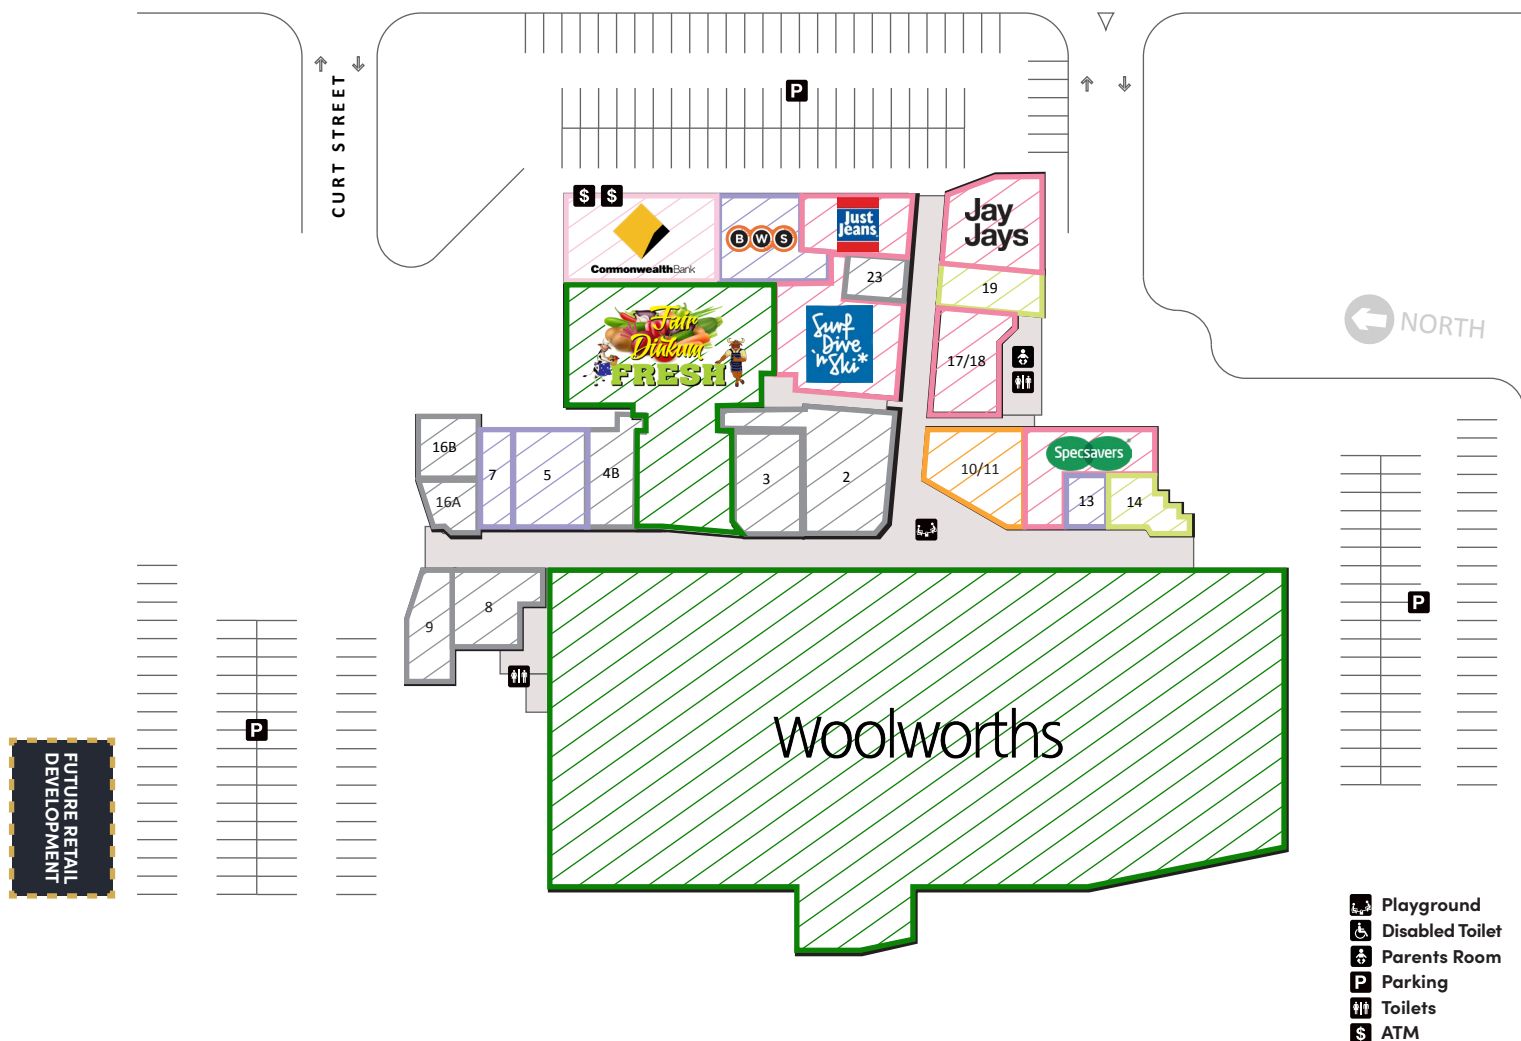 CURT STREET
P
$ $
CommonwealthBank
BWS
Just
Jeans
Jay
Jays
23
19
NORTH
Fair
Dinkum
FRESH
Surf
Dive
'n Ski*
17/18
16B
7
5
4B
3
2
10/11
Specsavers
16A
13
14
8
9
P
P
Woolworths
FUTURE RETAIL
DEVELOPMENT
Playground
Disabled Toilet
Parents Room
P Parking
Toilets
$ ATM